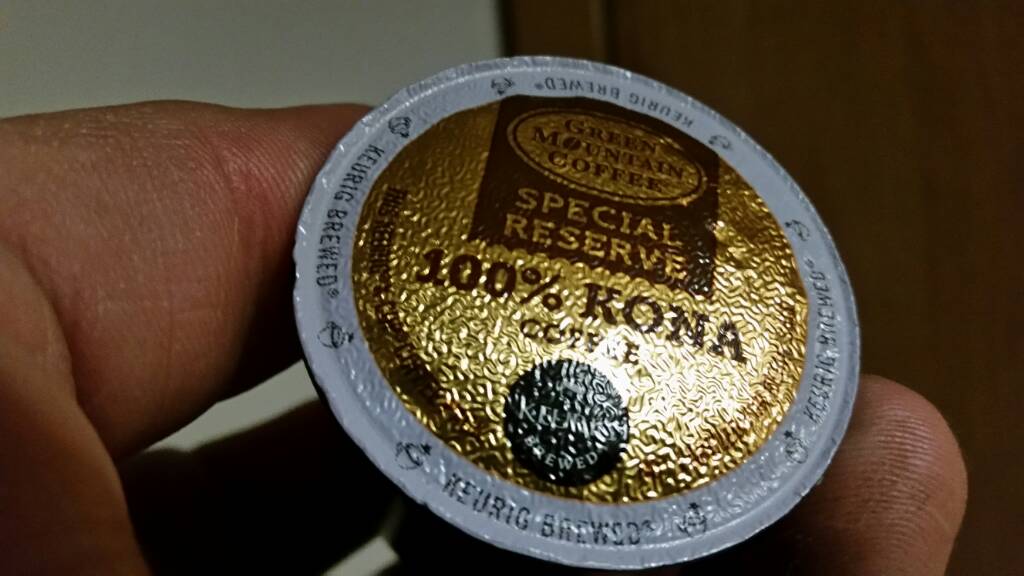 GREEN
MOUNTAIN
COFFEE
SPECIAL
RESERVE
100% KONA
COFFEE
KEURIG
BREWED
KEURIG BREWED®
KEURIG BREWED®
KEURIG BREWED®
KEURIG BREWED®